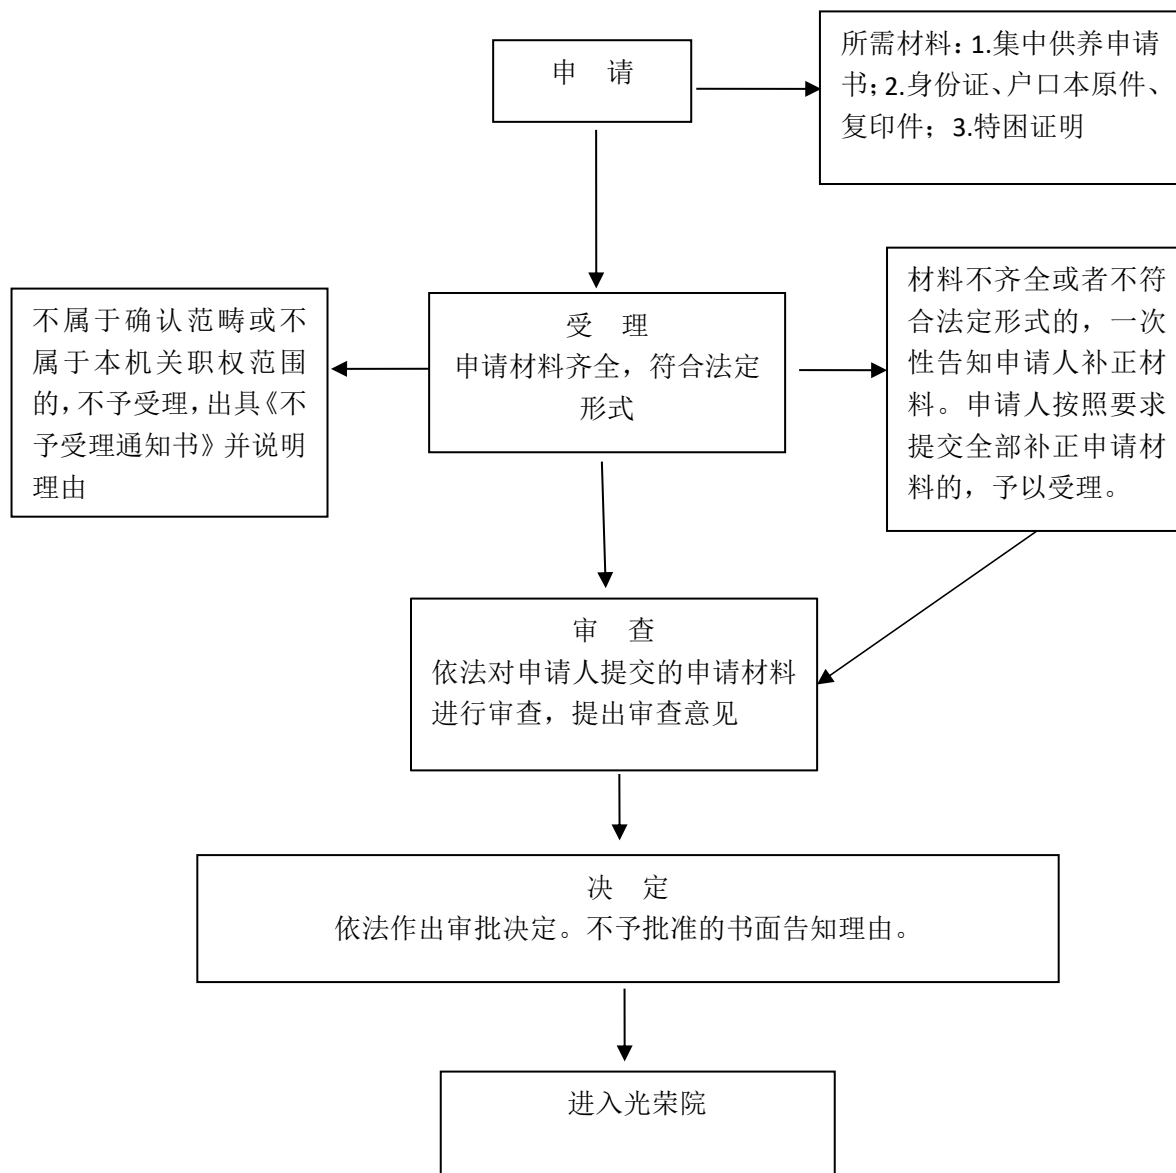 申 请
所需材料：1.集中供养申请
书；2.身份证、户口本原件、
复印件；3.特困证明
受 理
申请材料齐全，符合法定
形式
不属于确认范畴或不
属于本机关职权范围
的，不予受理，出具《不
予受理通知书》并说明
理由
材料不齐全或者不符
合法定形式的，一次
性告知申请人补正材
料。申请人按照要求
提交全部补正申请材
料的，予以受理。
审 查
依法对申请人提交的申请材料
进行审查，提出审查意见
决 定
依法作出审批决定。不予批准的书面告知理由。
进入光荣院